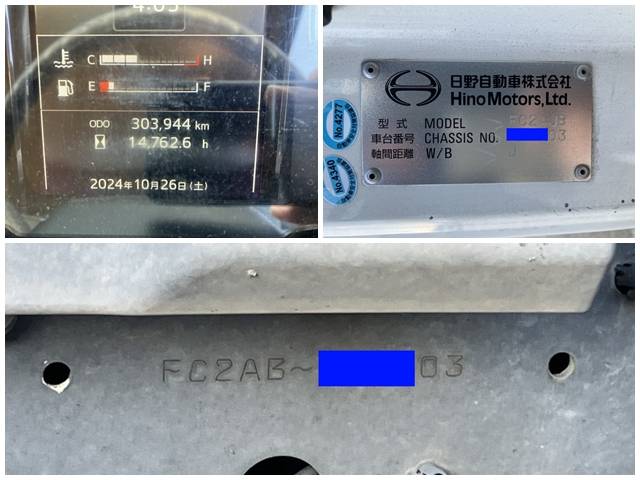 C H
E F
ODO 303,944 km
14,762.6 h
2024年10月26日(土)
日野自動車株式会社
HinoMotors,Ltd.
型式 MODEL
車台番号 CHASSIS NO. 03
軸間距離 W/B J
No.4277
No.4340
FC2AB~ 03